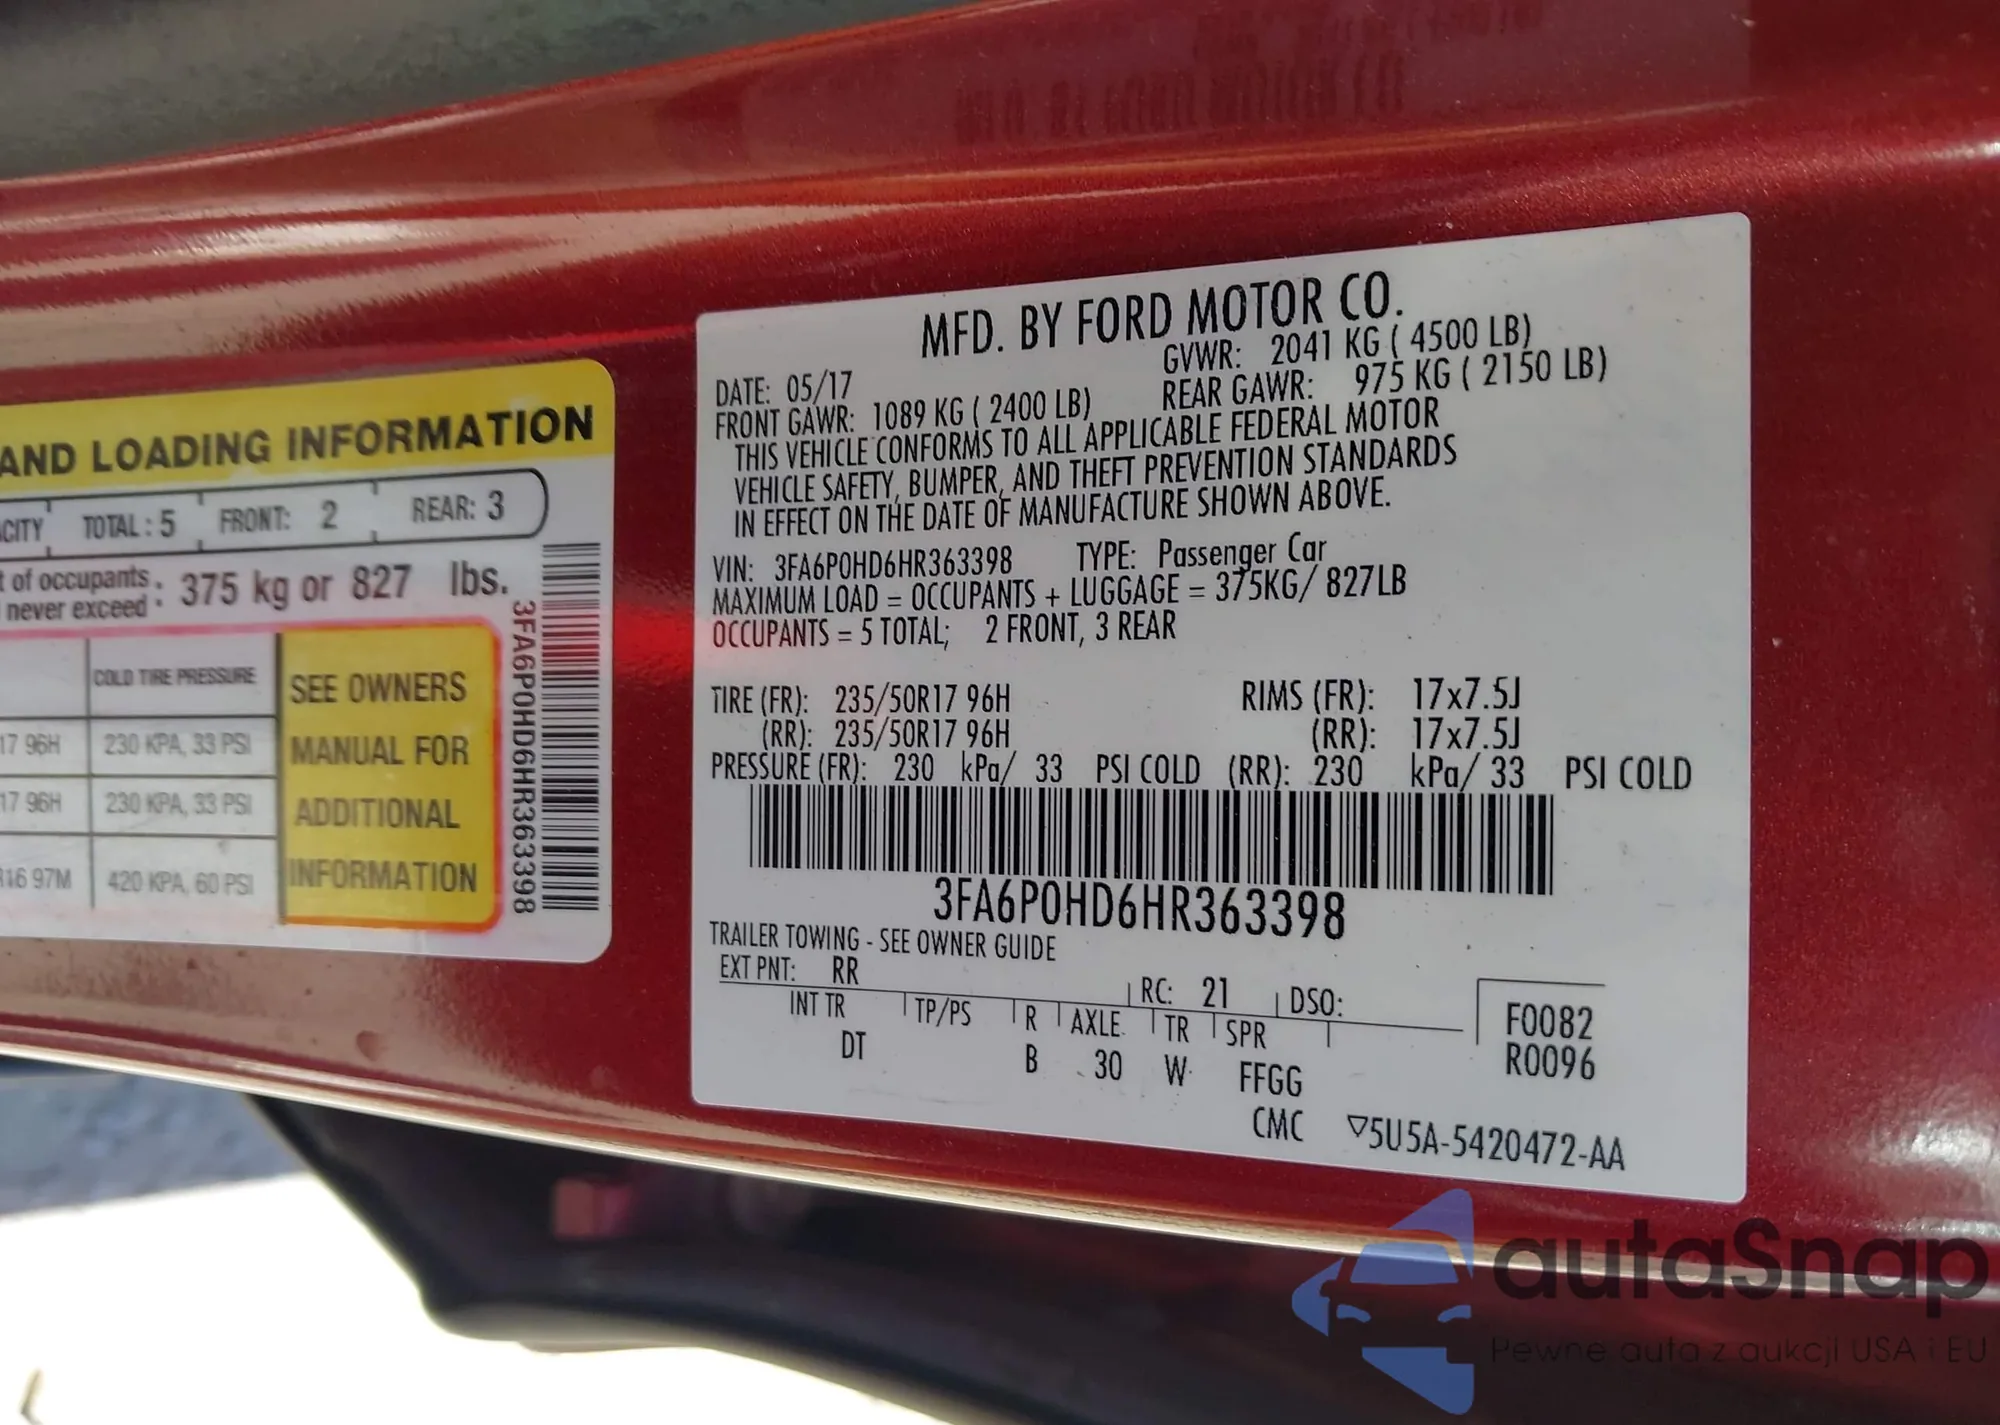 AND LOADING INFORMATION
TOTAL : 5 FRONT: 2 REAR: 3
of occupants : 375 kg or 827 lbs.
never exceed :
COLD TIRE PRESSURE
17 96H 230 KPA, 33 PSI
17 96H 230 KPA, 33 PSI
R16 97M 420 KPA, 60 PSI
SEE OWNERS
MANUAL FOR
ADDITIONAL
INFORMATION
3FA6P0HD6HR363398
MFD. BY FORD MOTOR CO.
DATE: 05/17 GVWR: 2041 KG ( 4500 LB)
FRONT GAWR: 1089 KG ( 2400 LB) REAR GAWR: 975 KG ( 2150 LB)
THIS VEHICLE CONFORMS TO ALL APPLICABLE FEDERAL MOTOR
VEHICLE SAFETY, BUMPER, AND THEFT PREVENTION STANDARDS
IN EFFECT ON THE DATE OF MANUFACTURE SHOWN ABOVE.
VIN: 3FA6P0HD6HR363398 TYPE: Passenger Car
MAXIMUM LOAD = OCCUPANTS + LUGGAGE = 375KG/ 827LB
OCCUPANTS = 5 TOTAL; 2 FRONT, 3 REAR
TIRE (FR): 235/50R17 96H RIMS (FR): 17x7.5J
(RR): 235/50R17 96H (RR): 17x7.5J
PRESSURE (FR): 230 kPa/ 33 PSI COLD (RR): 230 kPa/ 33 PSI COLD
3FA6P0HD6HR363398
TRAILER TOWING - SEE OWNER GUIDE
EXT PNT: RR RC: 21 DSO:
INT TR TP/PS R AXLE TR SPR
DT B 30 W FFGG
CMC
F0082
R0096
▽5U5A-5420472-AA
autaSnap
Pewne auta z aukcji USA i EU